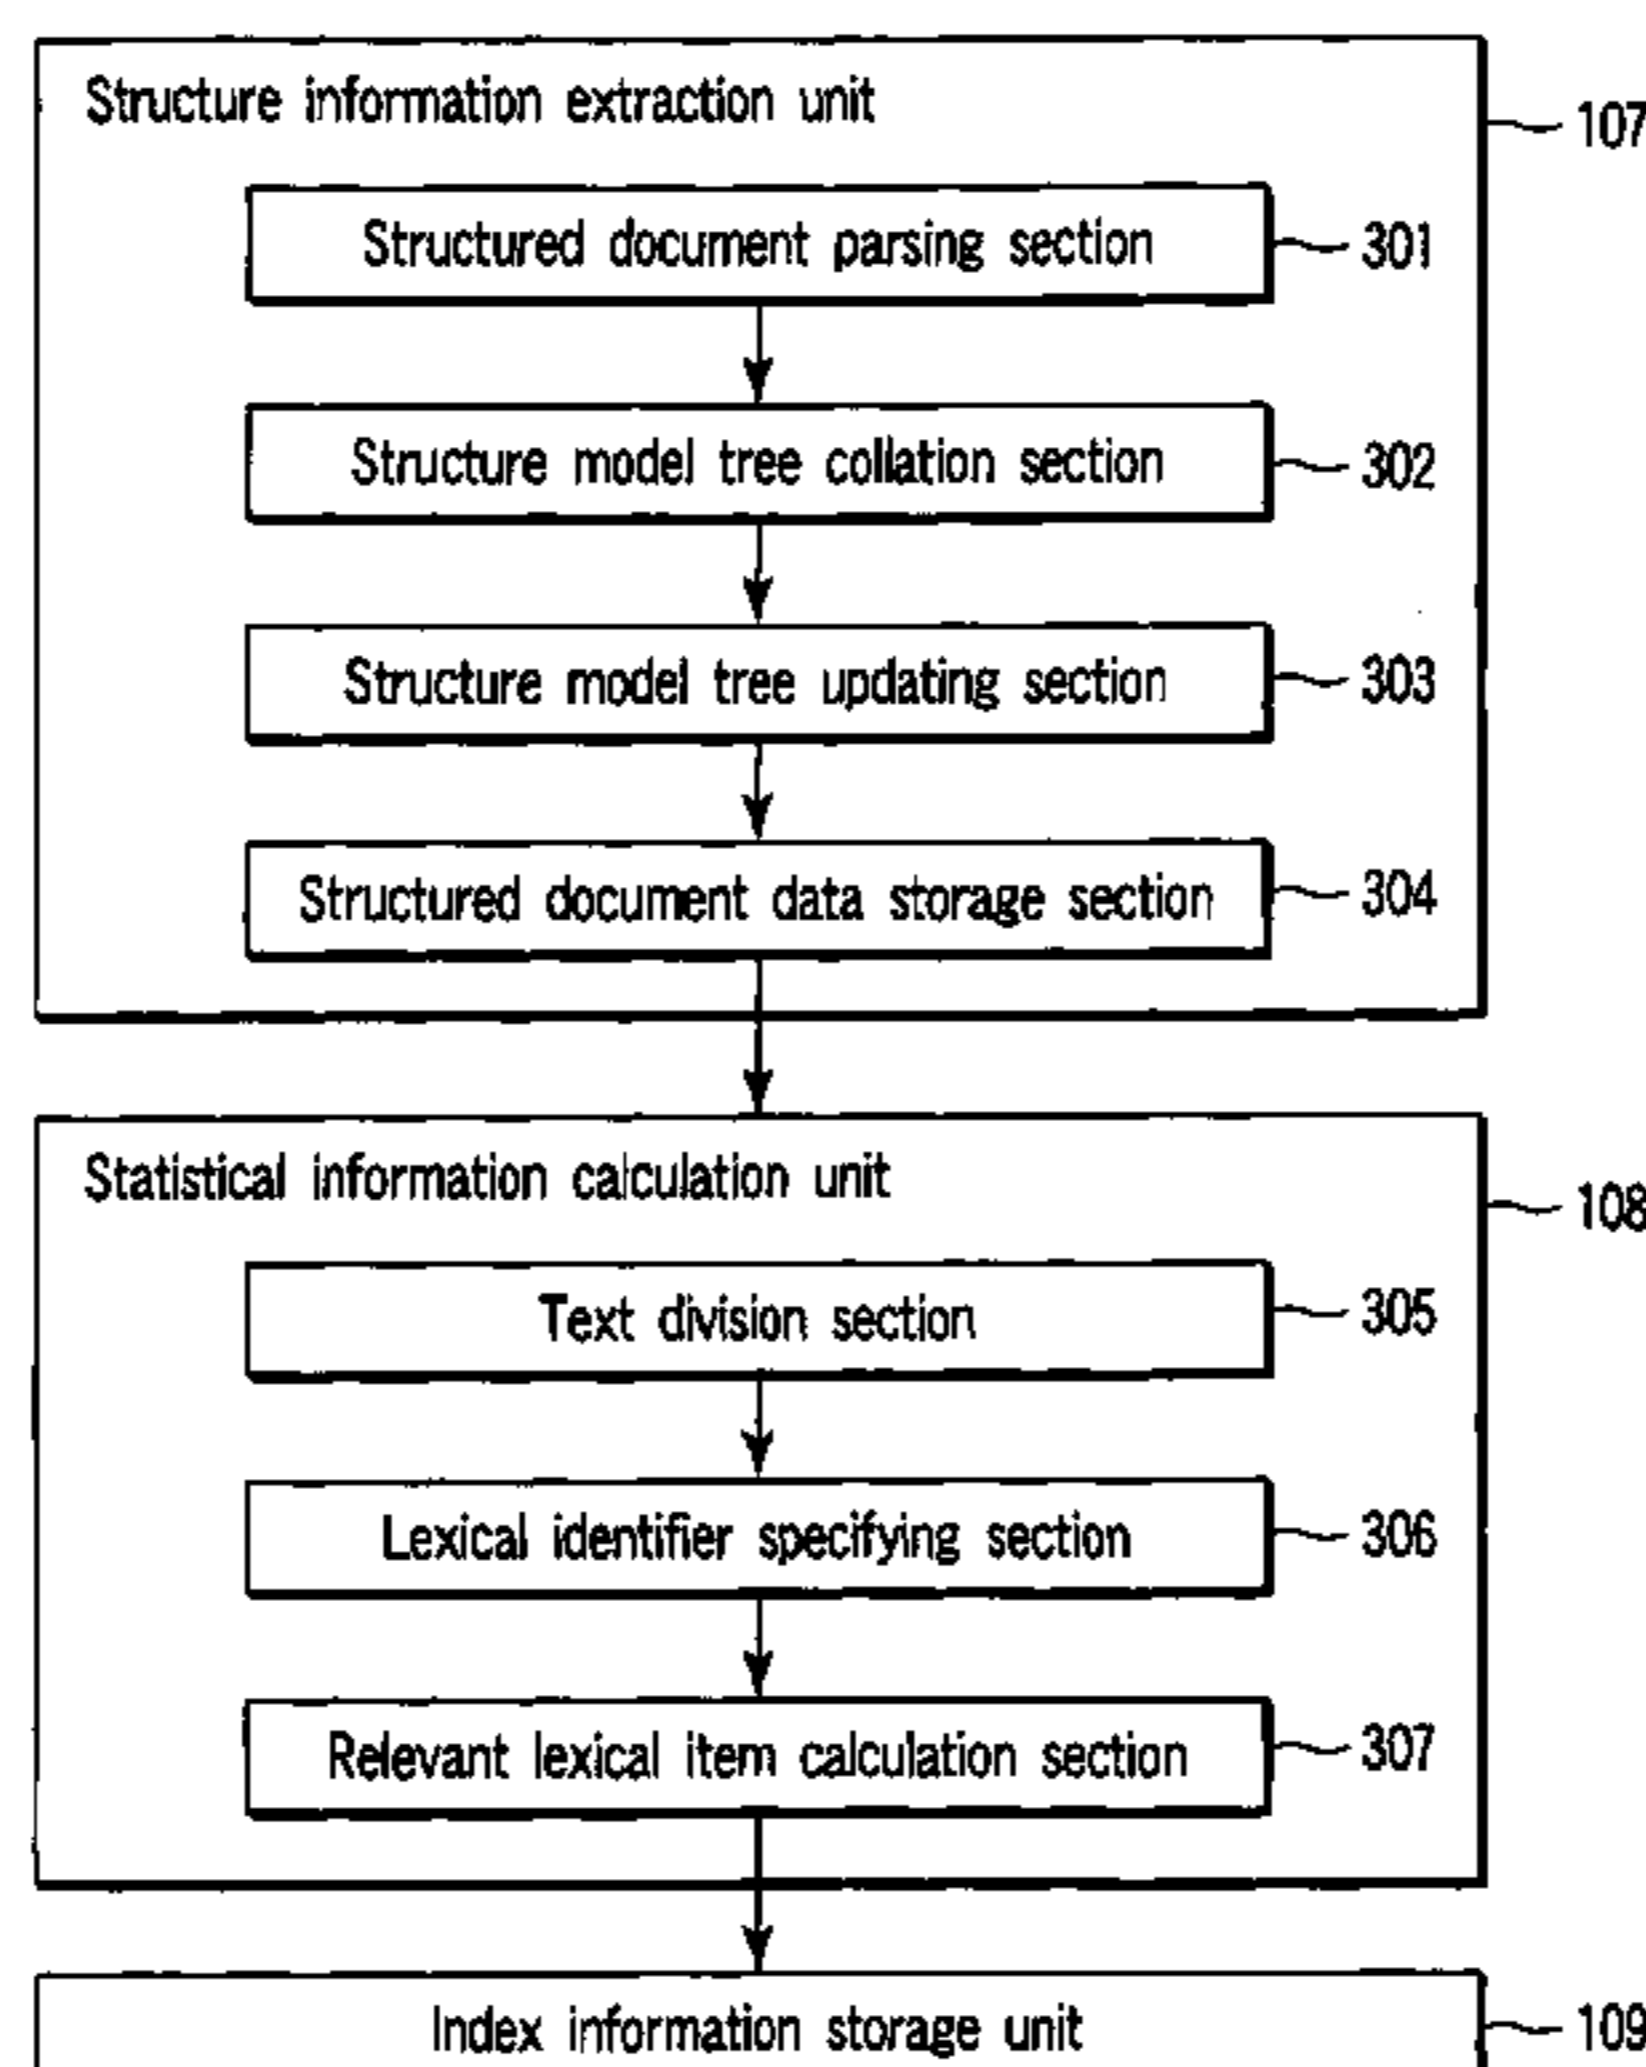 Structure information extraction unit
107
Structured document parsing section
301
Structure model tree collation section
302
Structure model tree updating section
303
Structured document data storage section
304
Statistical information calculation unit
108
Text division section
305
Lexical identifier specifying section
306
Relevant lexical item calculation section
307
Index information storage unit
109